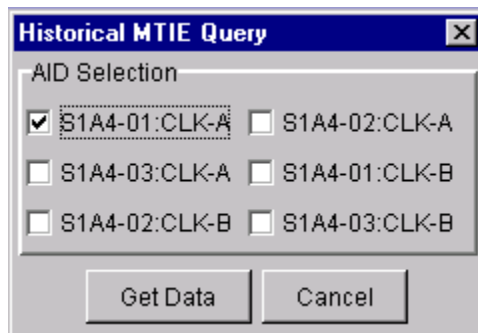 Historical MTIE Query
AID Selection
S1A4-01:CLK-A S1A4-02:CLK-A
S1A4-03:CLK-A S1A4-01:CLK-B
S1A4-02:CLK-B S1A4-03:CLK-B
Get Data Cancel